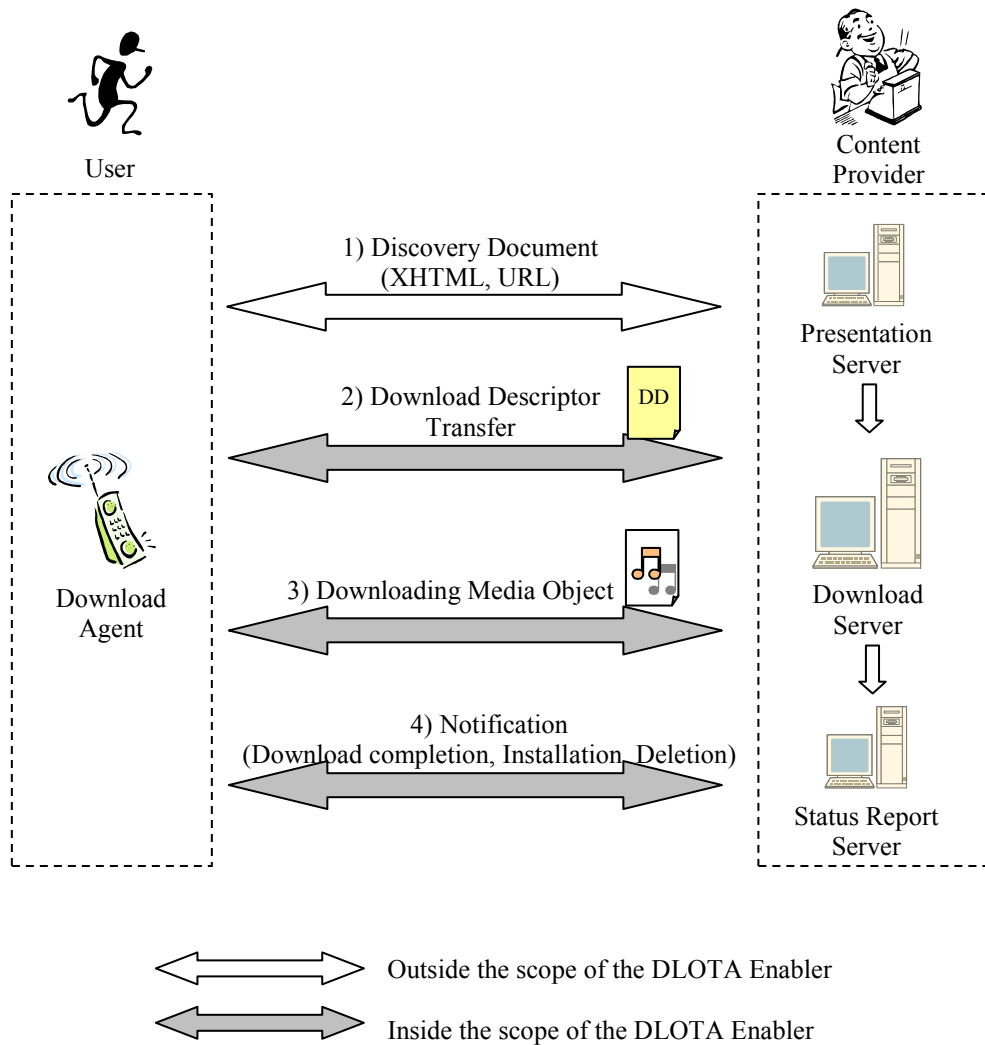 User
Content
Provider
1) Discovery Document
(XHTML, URL)
Presentation
Server
2) Download Descriptor
Transfer
DD
Download
Agent
3) Downloading Media Object
Download
Server
4) Notification
(Download completion, Installation, Deletion)
Status Report
Server
Outside the scope of the DLOTA Enabler
Inside the scope of the DLOTA Enabler